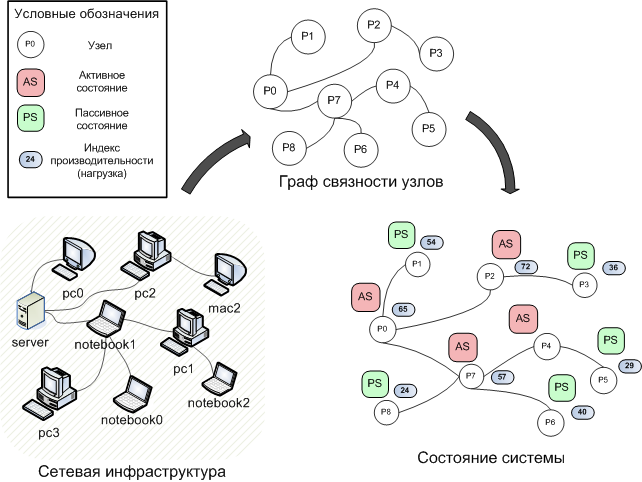 Условные обозначения
P0
Узел
AS
Активное
состояние
PS
Пассивное
состояние
24
Индекс
производительности
(нагрузка)
P1
P2
P3
P0
P7
P4
P5
P8
P6
Граф связности узлов
pc0
pc2
mac2
server
notebook1
pc1
pc3
notebook0
notebook2
Сетевая инфраструктура
PS
54
P1
AS
P2
72
PS
36
P3
AS
65
P0
AS
P4
AS
P7
57
PS
29
P5
PS
24
P8
PS
40
P6
Состояние системы